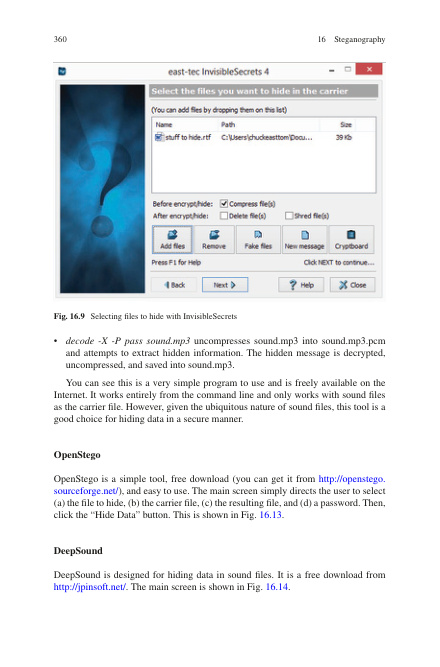 360
16 Steganography
east-tec InvisibleSecrets 4
Select the files you want to hide in the carrier
(You can add files by dropping them on this list)
Name Path Size
stuff to hide.rtf C:\Users\chuckeasttom\Docu... 39 Kb
Before encrypt/hide: Compress file(s)
After encrypt/hide: Delete file(s) Shred file(s)
Add files Remove Fake files New message Cryptboard
Press F1 for Help Click NEXT to continue...
Back Next Help Close
Fig. 16.9 Selecting files to hide with InvisibleSecrets
• decode -X -P pass sound.mp3 uncompresses sound.mp3 into sound.mp3.pcm
and attempts to extract hidden information. The hidden message is decrypted,
uncompressed, and saved into sound.mp3.
You can see this is a very simple program to use and is freely available on the
Internet. It works entirely from the command line and only works with sound files
as the carrier file. However, given the ubiquitous nature of sound files, this tool is a
good choice for hiding data in a secure manner.
OpenStego
OpenStego is a simple tool, free download (you can get it from http://openstego.
sourceforge.net/), and easy to use. The main screen simply directs the user to select
(a) the file to hide, (b) the carrier file, (c) the resulting file, and (d) a password. Then,
click the “Hide Data” button. This is shown in Fig. 16.13.
DeepSound
DeepSound is designed for hiding data in sound files. It is a free download from
http://jpinsoft.net/. The main screen is shown in Fig. 16.14.